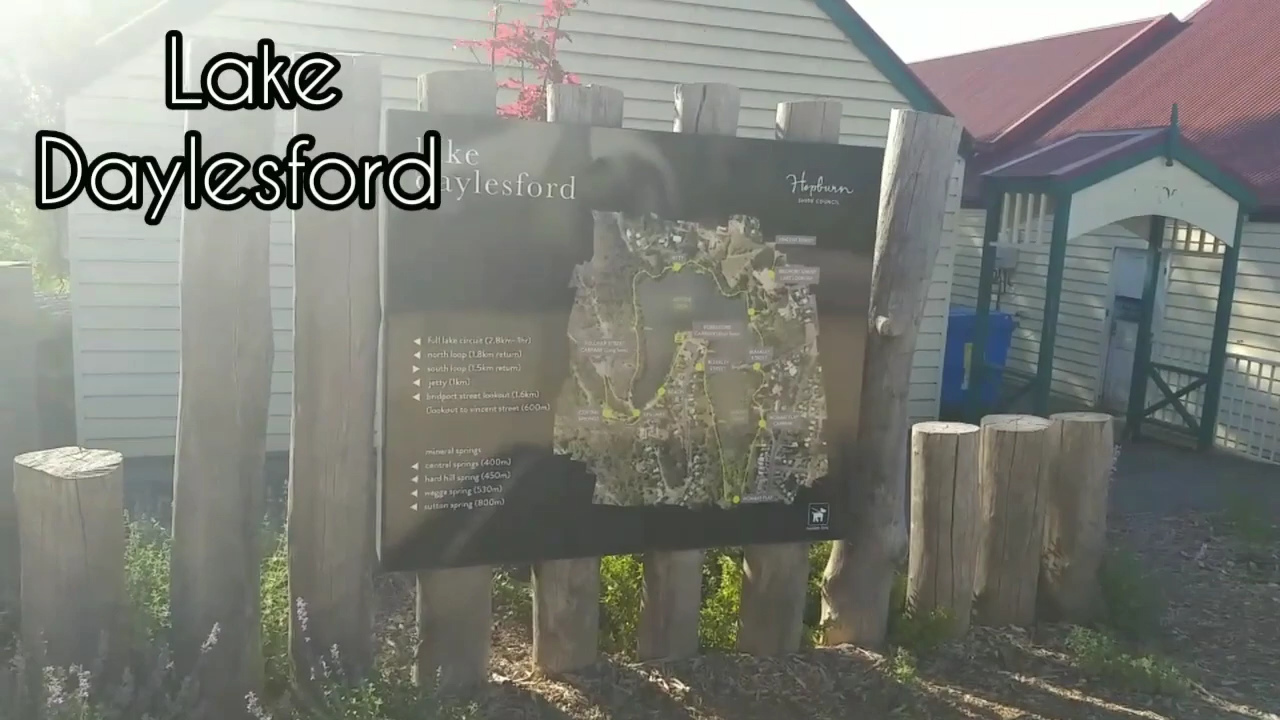 Lake
Daylesford
lake
daylesford
Hepburn
SHIRE COUNCIL
full lake circuit (2.8km-1hr)
north loop (1.8km return)
south loop (1.5km return)
jetty (1km)
bridport street lookout (1.6km)
(lookout to vincent street (600m)
mineral springs
central springs (400m)
hard hill spring (450m)
wagga spring (530m)
sutton spring (800m)